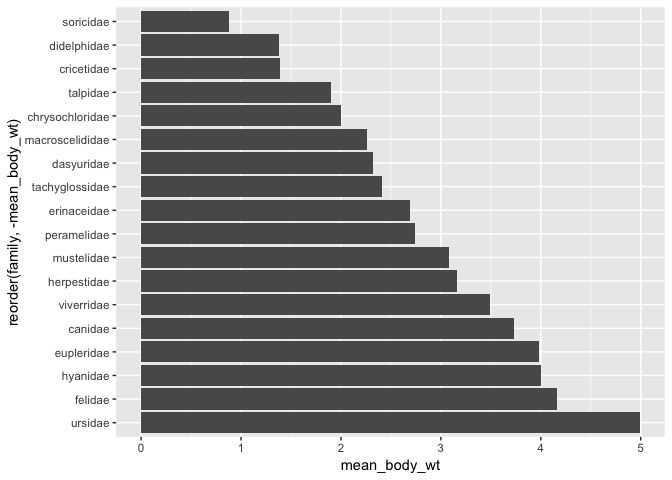 soricidae
didelphidae
cricetidae
talpidae
chrysochloridae
macroscelididae
dasyuridae
tachyglossidae
erinaceidae
peramelidae
mustelidae
herpestidae
viverridae
canidae
eupleridae
hyanidae
felidae
ursidae
reorder(family, -mean_body_wt)
0 1 2 3 4 5
mean_body_wt